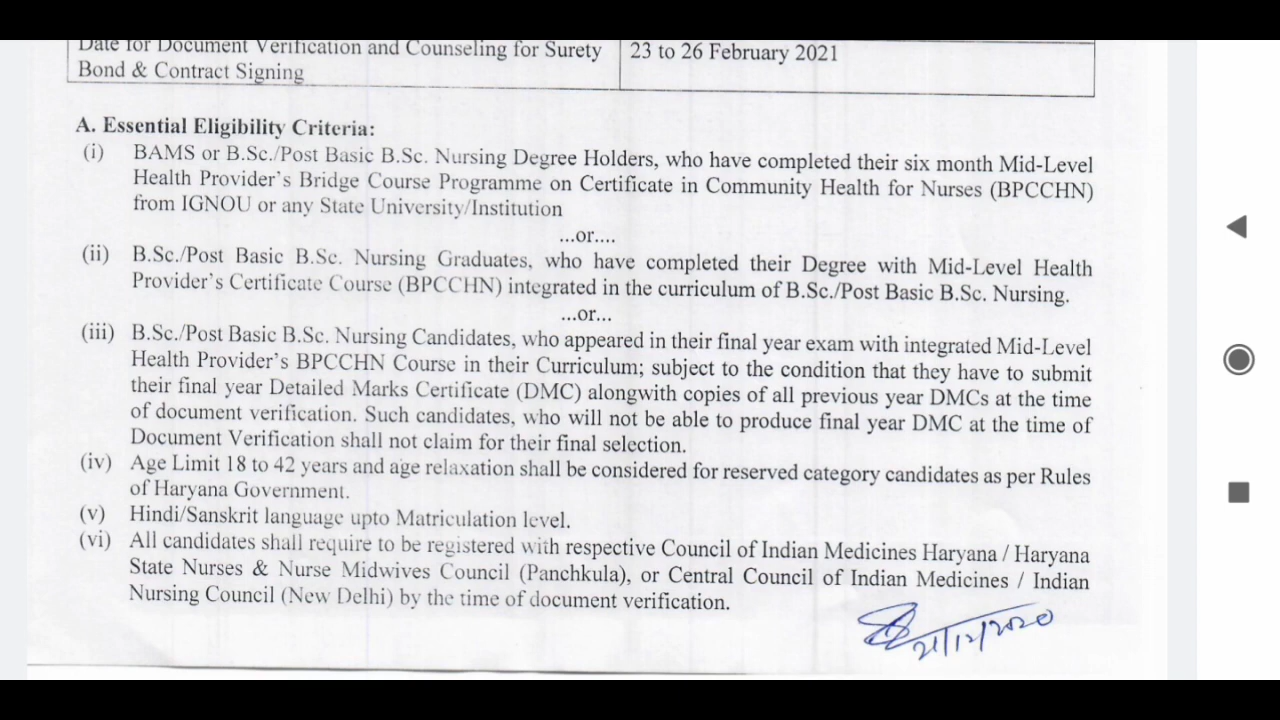 Date for Document Verification and Counseling for Surety
Bond & Contract Signing
23 to 26 February 2021
A. Essential Eligibility Criteria:
(i) BAMS or B.Sc./Post Basic B.Sc. Nursing Degree Holders, who have completed their six month Mid-Level
Health Provider's Bridge Course Programme on Certificate in Community Health for Nurses (BPCCHN)
from IGNOU or any State University/Institution
...or....
(ii) B.Sc./Post Basic B.Sc. Nursing Graduates, who have completed their Degree with Mid-Level Health
Provider's Certificate Course (BPCCHN) integrated in the curriculum of B.Sc./Post Basic B.Sc. Nursing.
...or...
(iii) B.Sc./Post Basic B.Sc. Nursing Candidates, who appeared in their final year exam with integrated Mid-Level
Health Provider's BPCCHN Course in their Curriculum; subject to the condition that they have to submit
their final year Detailed Marks Certificate (DMC) alongwith copies of all previous year DMCs at the time
of document verification. Such candidates, who will not be able to produce final year DMC at the time of
Document Verification shall not claim for their final selection.
(iv) Age Limit 18 to 42 years and age relaxation shall be considered for reserved category candidates as per Rules
of Haryana Government.
(v) Hindi/Sanskrit language upto Matriculation level.
(vi) All candidates shall require to be registered with respective Council of Indian Medicines Haryana / Haryana
State Nurses & Nurse Midwives Council (Panchkula), or Central Council of Indian Medicines / Indian
Nursing Council (New Delhi) by the time of document verification.
21/12/2020